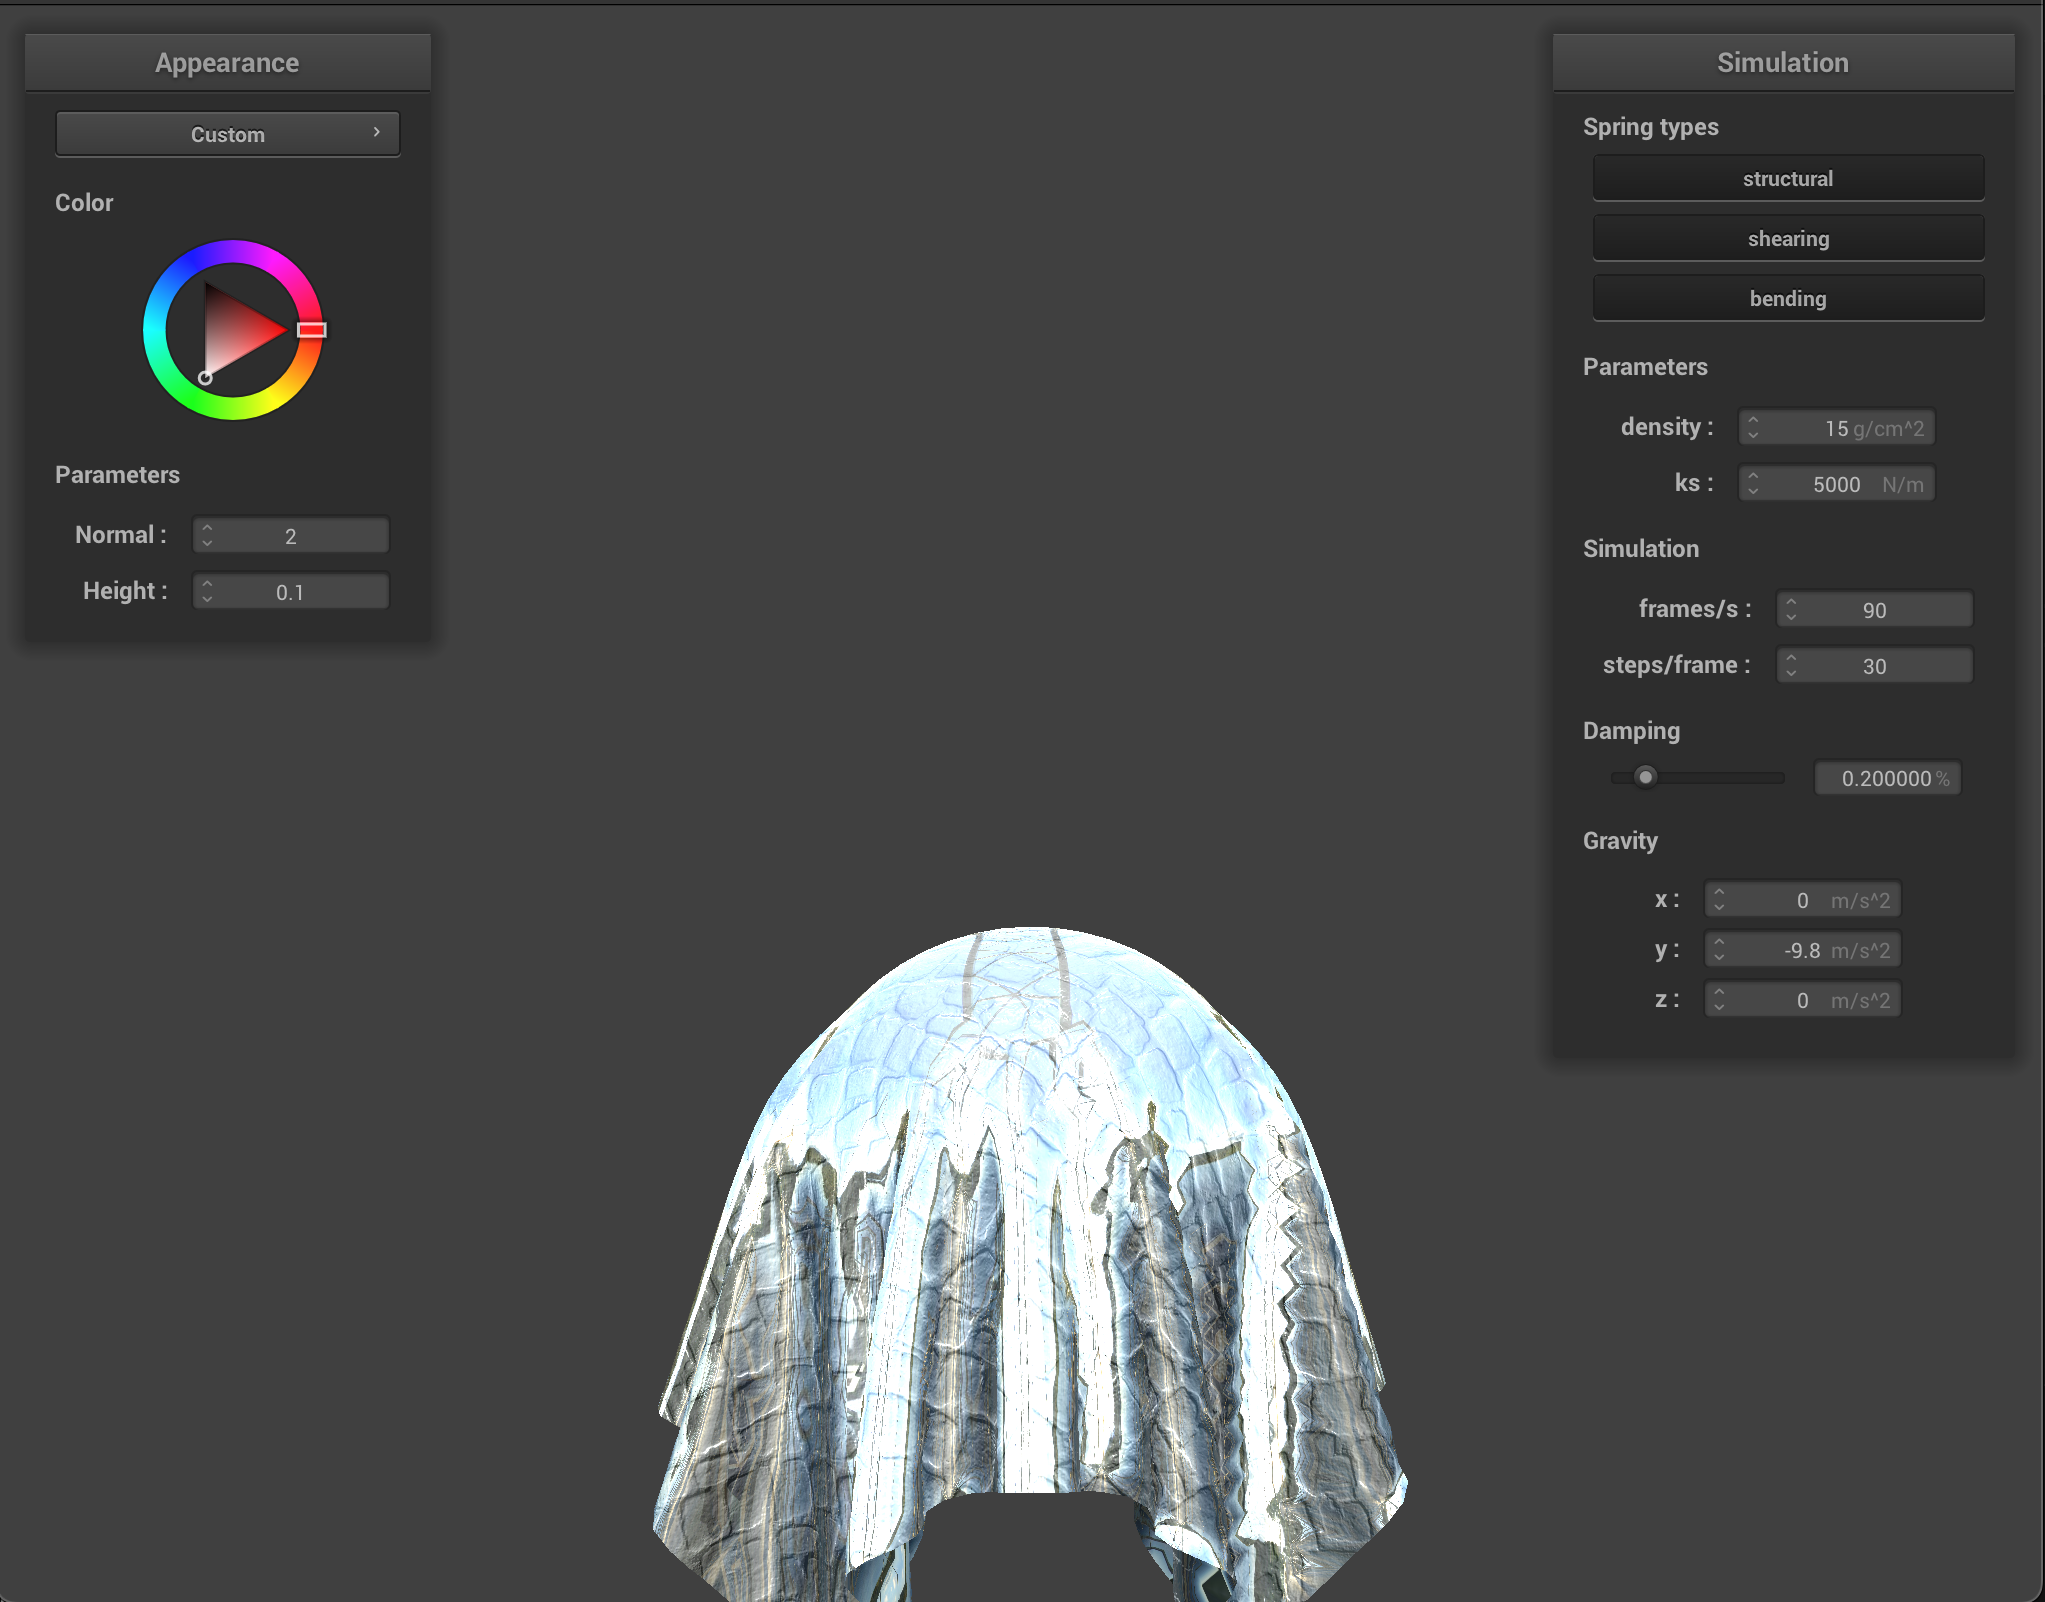 Appearance
Custom
Color
Parameters
Normal : 2
Height : 0.1
Simulation
Spring types
structural
shearing
bending
Parameters
density : 15 g/cm^2
ks : 5000 N/m
Simulation
frames/s : 90
steps/frame : 30
Damping
0.200000 %
Gravity
x : 0 m/s^2
y : -9.8 m/s^2
z : 0 m/s^2